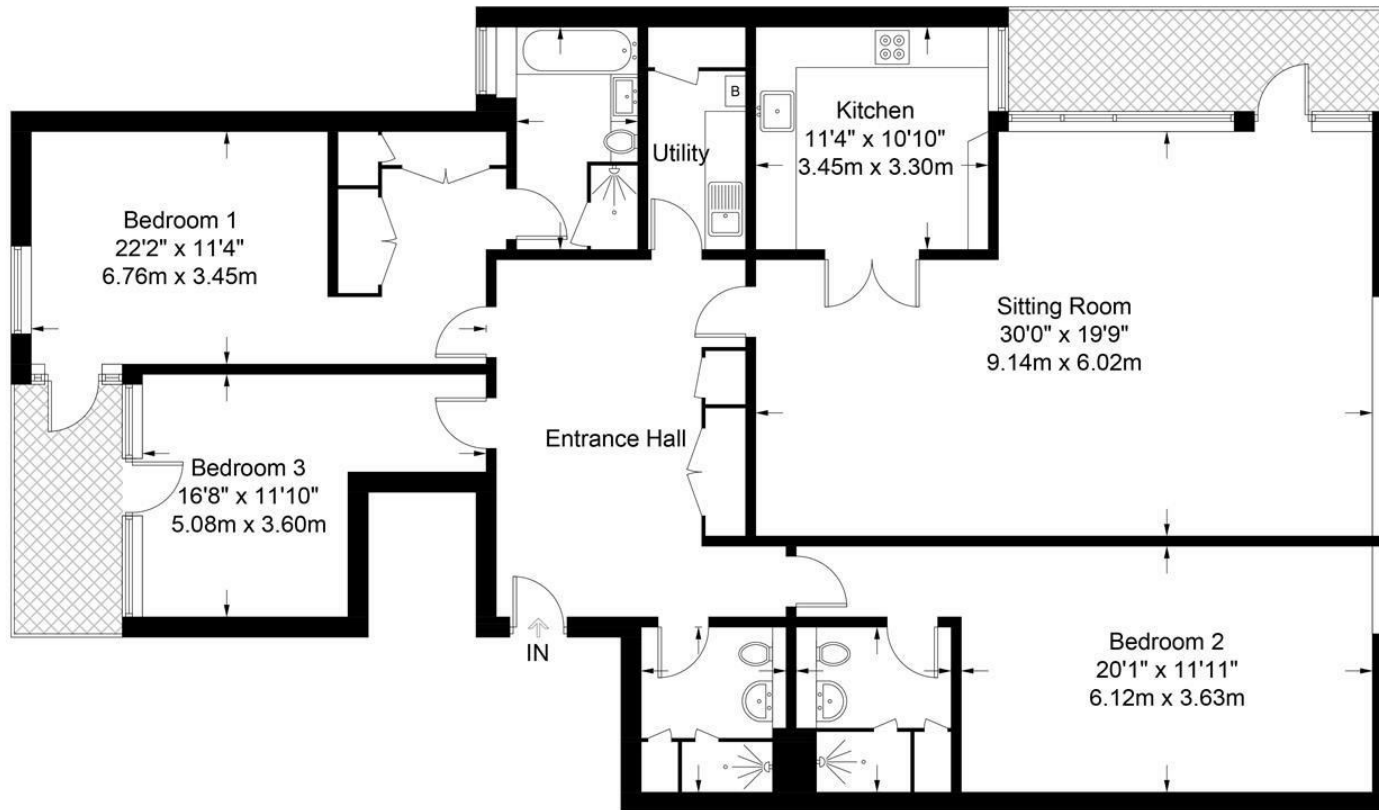 Kitchen
11'4" x 10'10"
3.45m x 3.30m
B
Utility
Bedroom 1
22'2" x 11'4"
6.76m x 3.45m
Sitting Room
30'0" x 19'9"
9.14m x 6.02m
Entrance Hall
Bedroom 3
16'8" x 11'10"
5.08m x 3.60m
IN
Bedroom 2
20'1" x 11'11"
6.12m x 3.63m